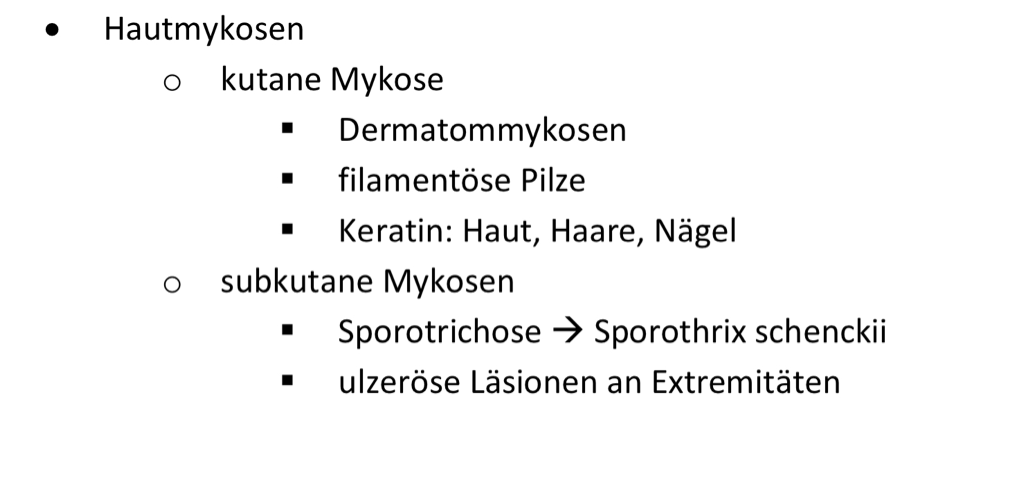 • Hautmykosen
o kutane Mykose
▪ Dermatommykosen
▪ filamentöse Pilze
▪ Keratin: Haut, Haare, Nägel
o subkutane Mykosen
▪ Sporotrichose → Sporothrix schenckii
▪ ulzeröse Läsionen an Extremitäten